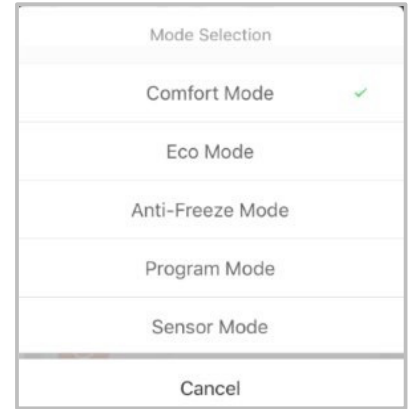 Mode Selection
Comfort Mode
Eco Mode
Anti-Freeze Mode
Program Mode
Sensor Mode
Cancel